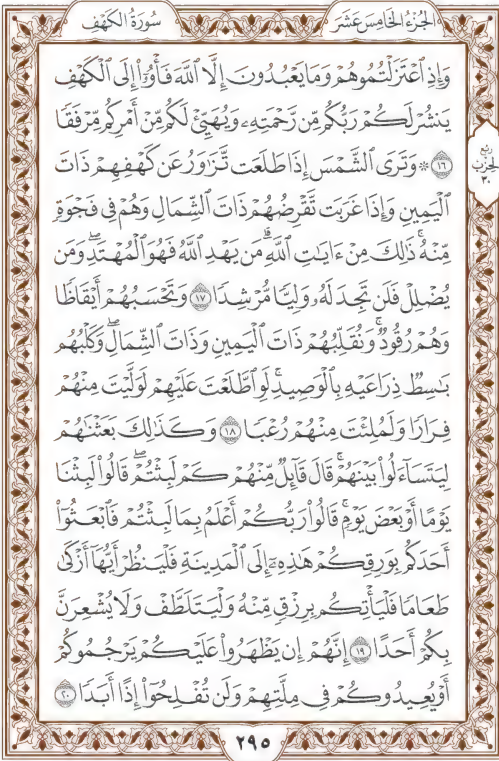 الجزء الخامس عشر
سورة الكهف
وَإِذِ ٱعۡتَزَلۡتُمُوهُمۡ وَمَا يَعۡبُدُونَ إِلَّا ٱللَّهَ فَأۡوُۥٓاْ إِلَى ٱلۡكَهۡفِ
يَنشُرۡ لَكُمۡ رَبُّكُم مِّن رَّحۡمَتِهِۦ وَيُهَيِّئۡ لَكُم مِّنۡ أَمۡرِكُم مِّرۡفَقٗا
١٦ ۞ وَتَرَى ٱلشَّمۡسَ إِذَا طَلَعَت تَّزَٰوَرُ عَن كَهۡفِهِمۡ ذَاتَ
ربع
الحزب
٣٠
ٱلۡيَمِينِ وَإِذَا غَرَبَت تَّقۡرِضُهُمۡ ذَاتَ ٱلشِّمَالِ وَهُمۡ فِي فَجۡوَةٖ
مِّنۡهُۚ ذَٰلِكَ مِنۡ ءَايَٰتِ ٱللَّهِۗ مَن يَهۡدِ ٱللَّهُ فَهُوَ ٱلۡمُهۡتَدِۖ وَمَن
يُضۡلِلۡ فَلَن تَجِدَ لَهُۥ وَلِيّٗا مُّرۡشِدٗا ١٧ وَتَحۡسَبُهُمۡ أَيۡقَاظٗا
وَهُمۡ رُقُودٞۚ وَنُقَلِّبُهُمۡ ذَاتَ ٱلۡيَمِينِ وَذَاتَ ٱلشِّمَالِۖ وَكَلۡبُهُم
بَٰسِطٞ ذِرَاعَيۡهِ بِٱلۡوَصِيدِۚ لَوِ ٱطَّلَعۡتَ عَلَيۡهِمۡ لَوَلَّيۡتَ مِنۡهُمۡ
فِرَارٗا وَلَمُلِئۡتَ مِنۡهُمۡ رُعۡبٗا ١٨ وَكَذَٰلِكَ بَعَثۡنَٰهُمۡ
لِيَتَسَآءَلُواْ بَيۡنَهُمۡۚ قَالَ قَآئِلٞ مِّنۡهُمۡ كَمۡ لَبِثۡتُمۡۖ قَالُواْ لَبِثۡنَا
يَوۡمًا أَوۡ بَعۡضَ يَوۡمٖۚ قَالُواْ رَبُّكُمۡ أَعۡلَمُ بِمَا لَبِثۡتُمۡ فَٱبۡعَثُوٓاْ
أَحَدَكُم بِوَرِقِكُمۡ هَٰذِهِۦٓ إِلَى ٱلۡمَدِينَةِ فَلۡيَنظُرۡ أَيُّهَآ أَزۡكَىٰ
طَعَامٗا فَلۡيَأۡتِكُم بِرِزۡقٖ مِّنۡهُ وَلۡيَتَلَطَّفۡ وَلَا يُشۡعِرَنَّ
بِكُمۡ أَحَدًا ١٩ إِنَّهُمۡ إِن يَظۡهَرُواْ عَلَيۡكُمۡ يَرۡجُمُوكُمۡ
أَوۡ يُعِيدُوكُمۡ فِي مِلَّتِهِمۡ وَلَن تُفۡلِحُوٓاْ إِذًا أَبَدٗا ٢٠
٢٩٥